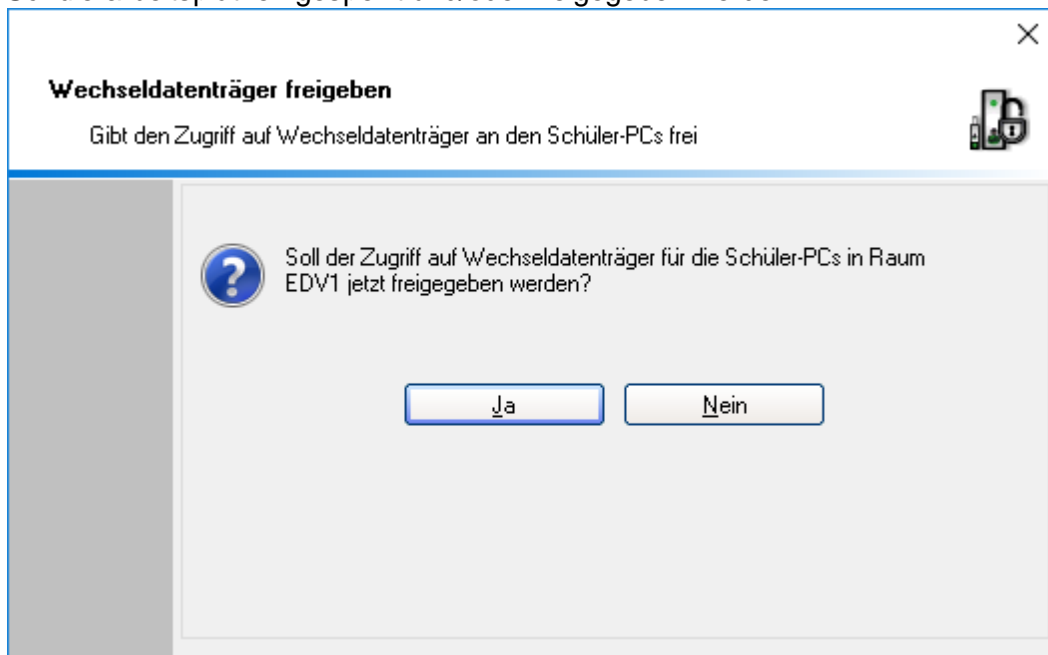 Wechseldatenträger freigeben
Gibt den Zugriff auf Wechseldatenträger an den Schüler-PCs frei
Soll der Zugriff auf Wechseldatenträger für die Schüler-PCs in Raum
EDV1 jetzt freigegeben werden?
Ja
Nein